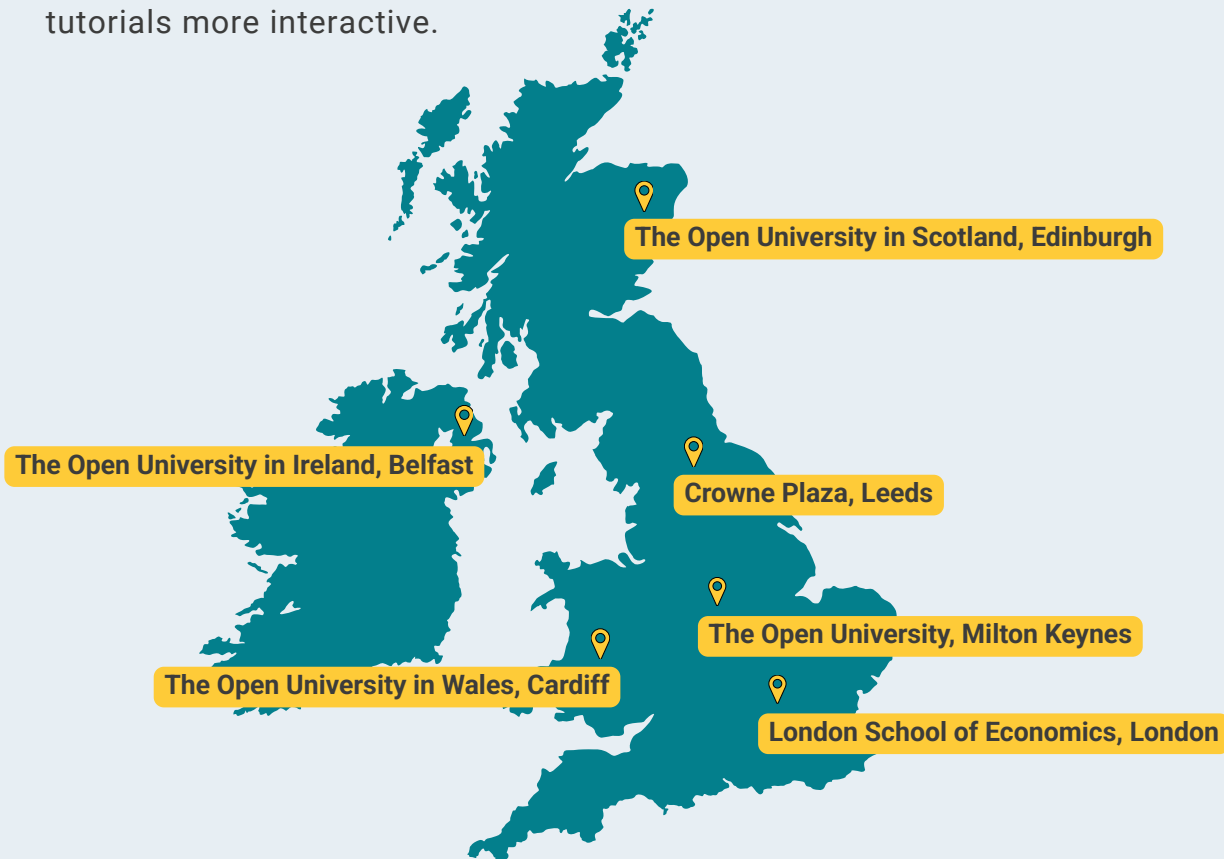 tutorials more interactive.
The Open University in Scotland, Edinburgh
The Open University in Ireland, Belfast
Crowne Plaza, Leeds
The Open University, Milton Keynes
The Open University in Wales, Cardiff
London School of Economics, London